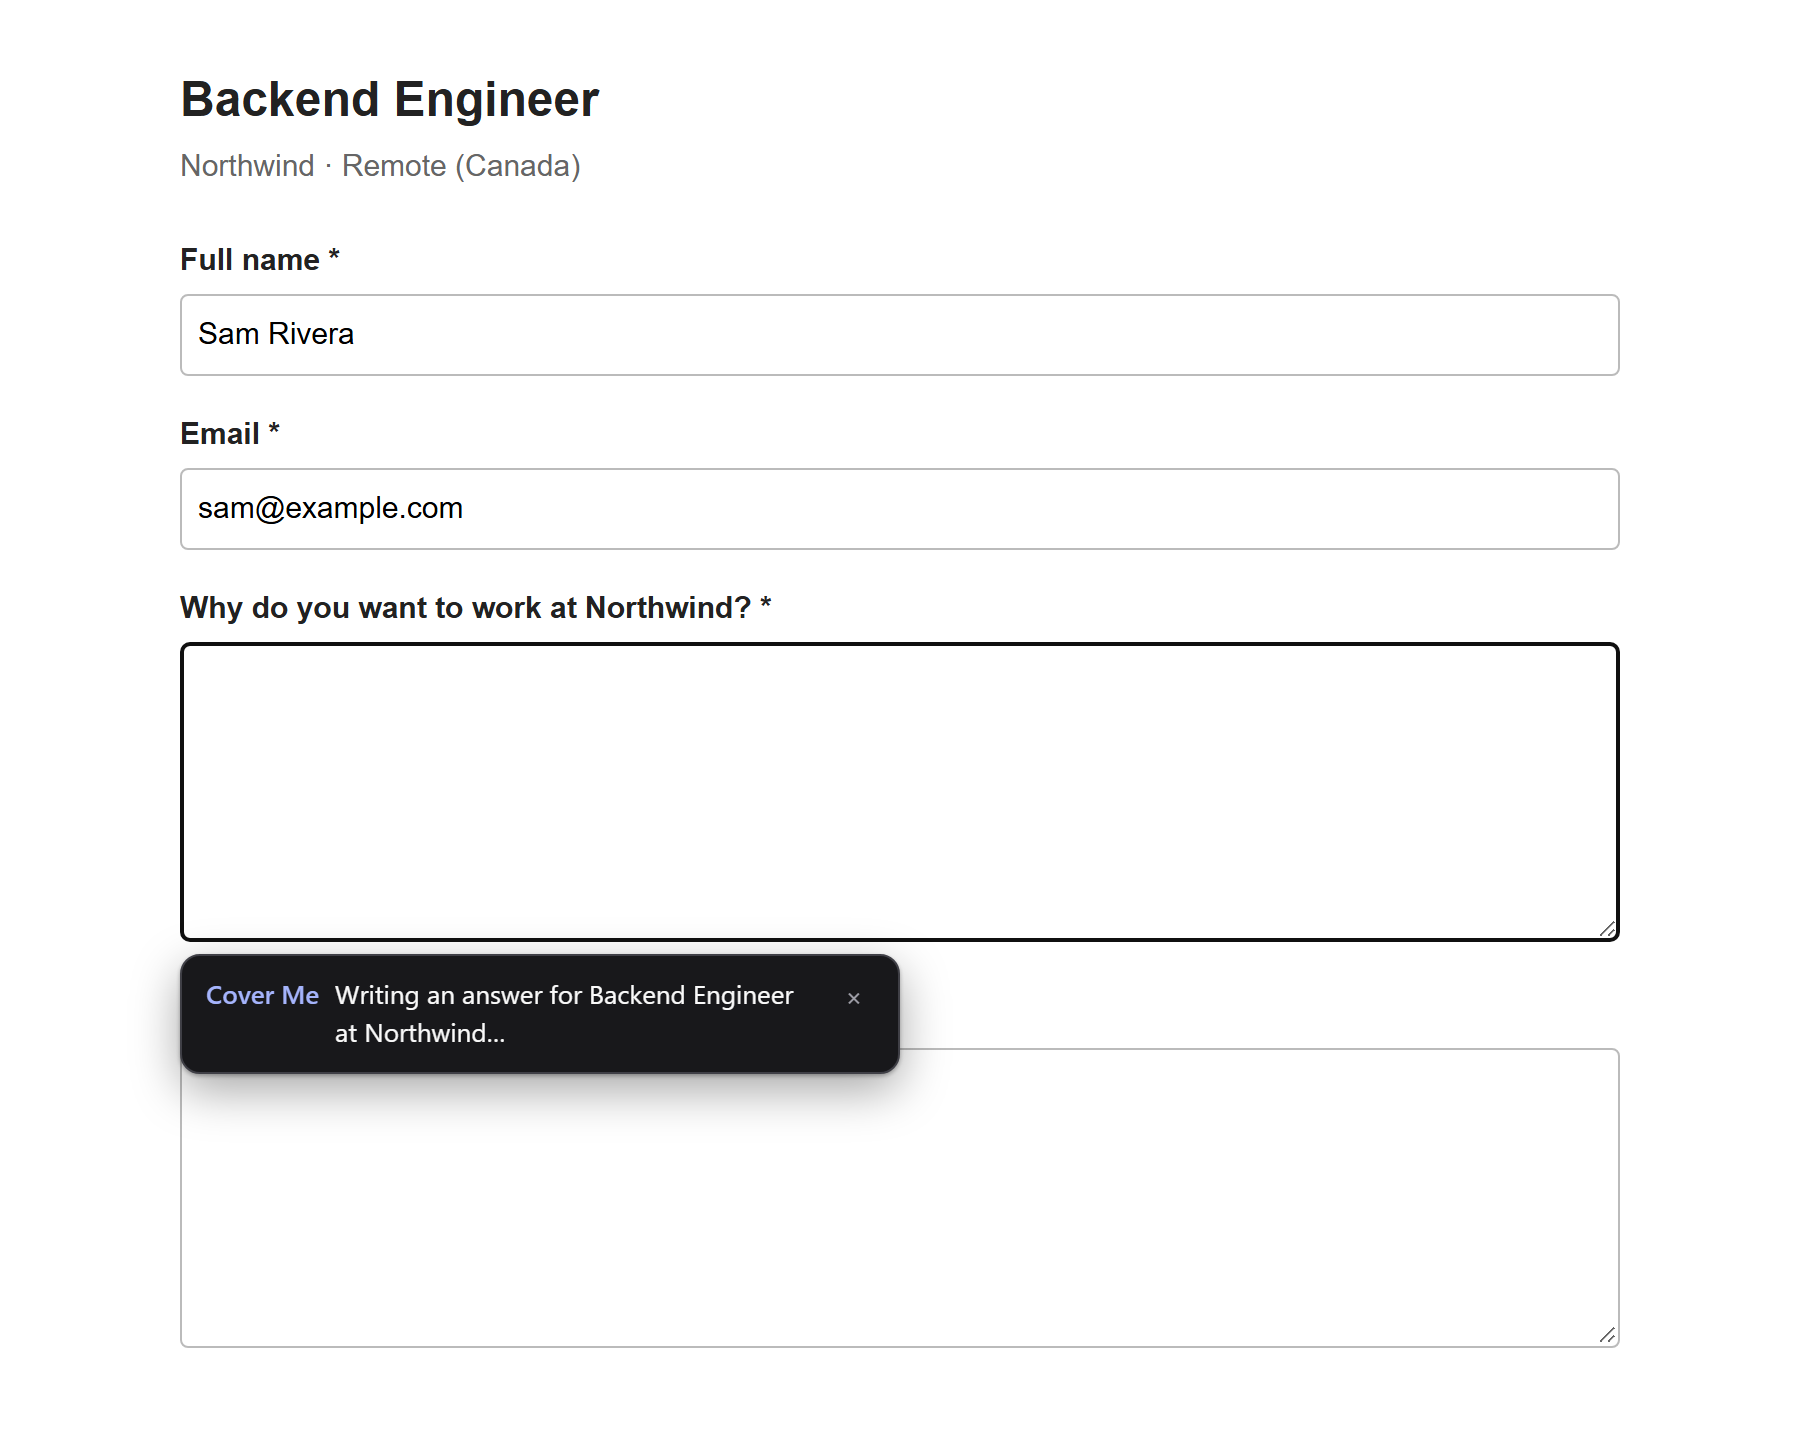 Backend Engineer
Northwind · Remote (Canada)
Full name *
Sam Rivera
Email *
sam@example.com
Why do you want to work at Northwind? *
Cover Me Writing an answer for Backend Engineer
at Northwind...
×